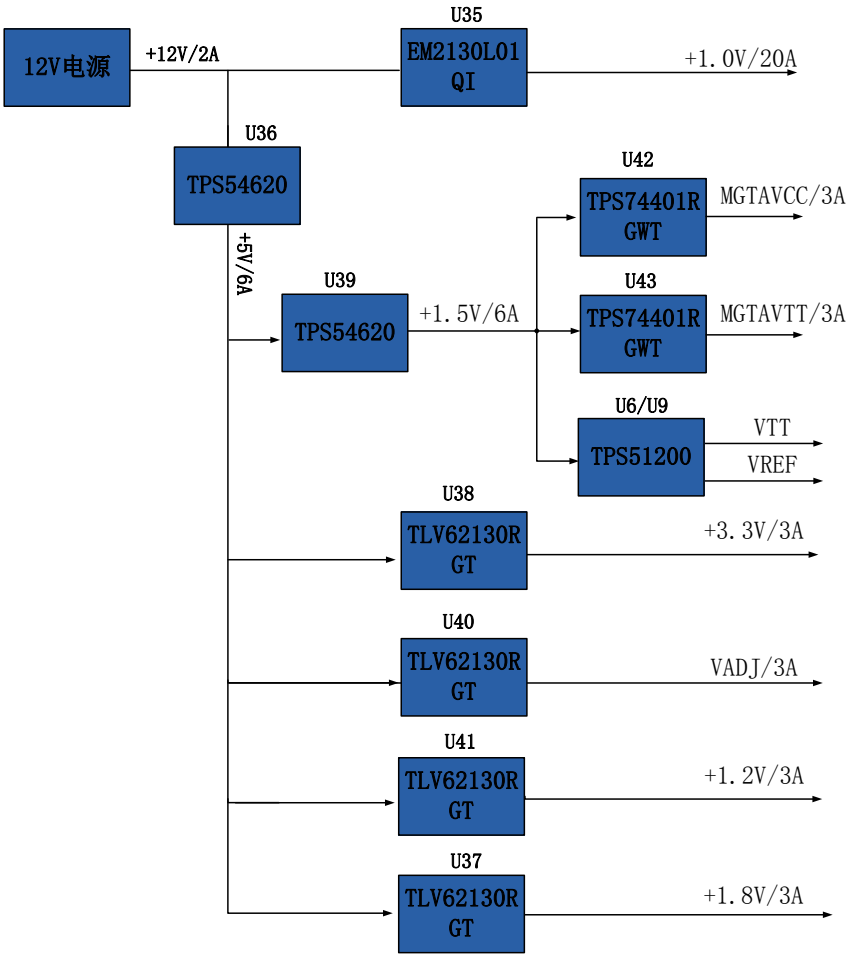 U35
12V电源
+12V/2A
EM2130L01
QI
+1.0V/20A
U36
TPS54620
+5V/6A
U42
TPS74401R
GWT
MGTAVCC/3A
U39
TPS54620
+1.5V/6A
U43
TPS74401R
GWT
MGTAVTT/3A
U6/U9
TPS51200
VTT
VREF
U38
TLV62130R
GT
+3.3V/3A
U40
TLV62130R
GT
VADJ/3A
U41
TLV62130R
GT
+1.2V/3A
U37
TLV62130R
GT
+1.8V/3A